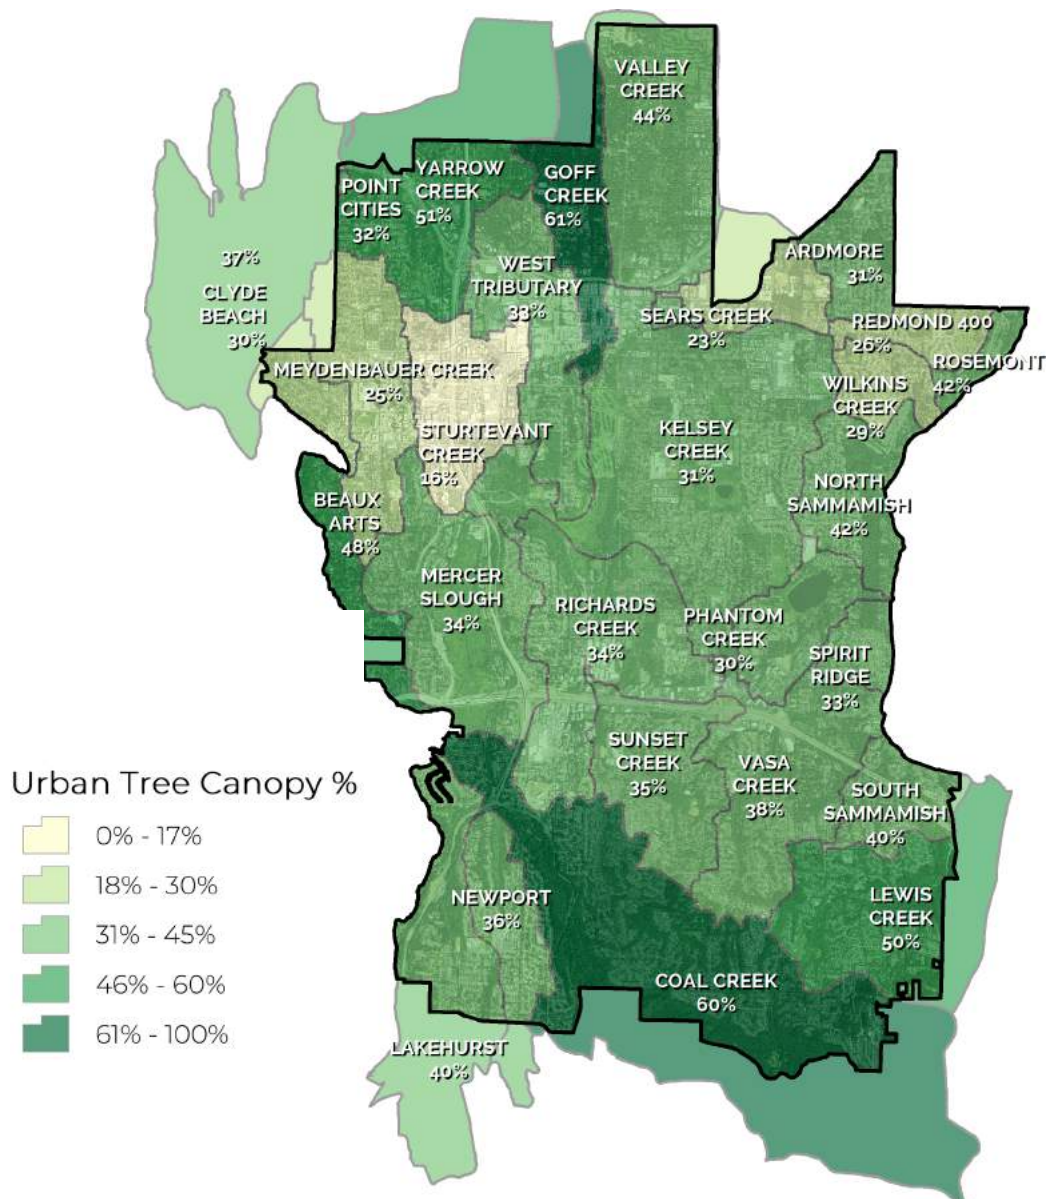 VALLEY
CREEK
44%
YARROW
CREEK
51%
GOFF
CREEK
61%
POINT
CITIES
32%
37%
CLYDE
BEACH
30%
WEST
TRIBUTARY
33%
ARDMORE
31%
SEARS CREEK
23%
REDMOND 400
26%
ROSEMONT
42%
MEYDENBAUER CREEK
25%
WILKINS
CREEK
29%
STURTEVANT
CREEK
16%
KELSEY
CREEK
31%
BEAUX
ARTS
48%
NORTH
SAMMAMISH
42%
MERCER
SLOUGH
34%
RICHARDS
CREEK
34%
PHANTOM
CREEK
30%
SPIRIT
RIDGE
33%
SUNSET
CREEK
35%
VASA
CREEK
38%
SOUTH
SAMMAMISH
40%
Urban Tree Canopy %
0% - 17%
18% - 30%
31% - 45%
46% - 60%
61% - 100%
NEWPORT
36%
LEWIS
CREEK
50%
COAL CREEK
60%
LAKEHURST
40%